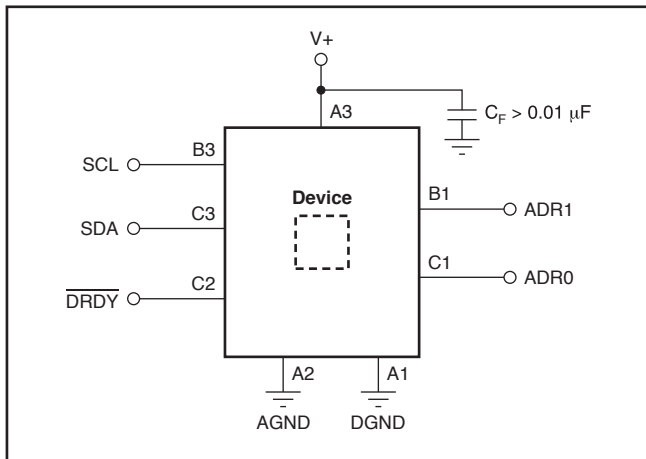 V+
A3
C_F > 0.01 μF
SCL
B3
Device
B1
ADR1
SDA
C3
C1
ADR0
D̅R̅D̅Y̅
C2
A2
A1
AGND
DGND